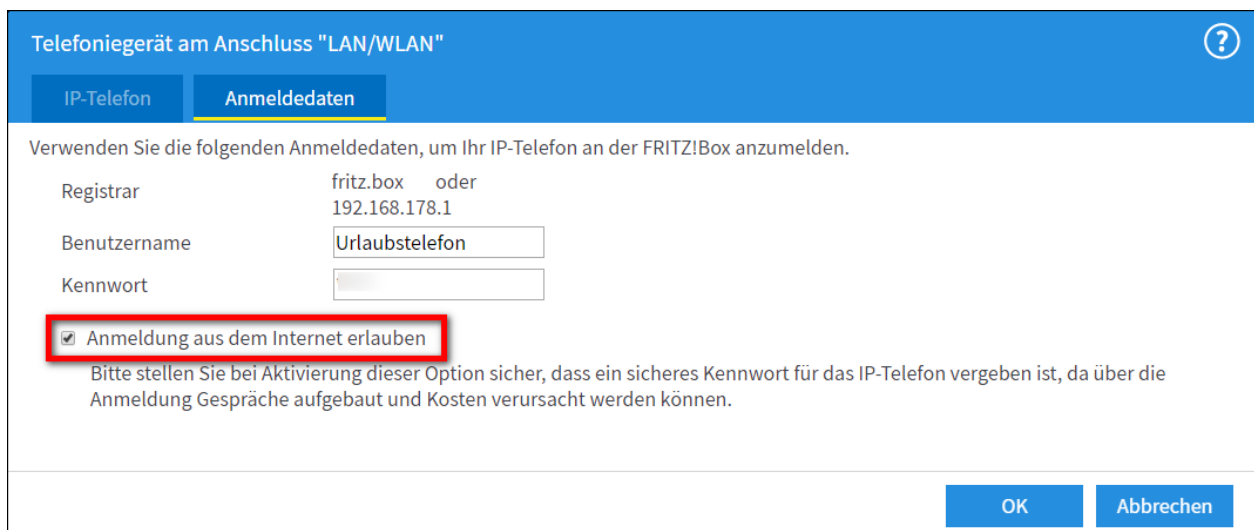 Telefoniegerät am Anschluss "LAN/WLAN"
?
IP-Telefon Anmeldedaten
Verwenden Sie die folgenden Anmeldedaten, um Ihr IP-Telefon an der FRITZ!Box anzumelden.
Registrar fritz.box oder
192.168.178.1
Benutzername Urlaubstelefon
Kennwort
Anmeldung aus dem Internet erlauben
Bitte stellen Sie bei Aktivierung dieser Option sicher, dass ein sicheres Kennwort für das IP-Telefon vergeben ist, da über die
Anmeldung Gespräche aufgebaut und Kosten verursacht werden können.
OK Abbrechen